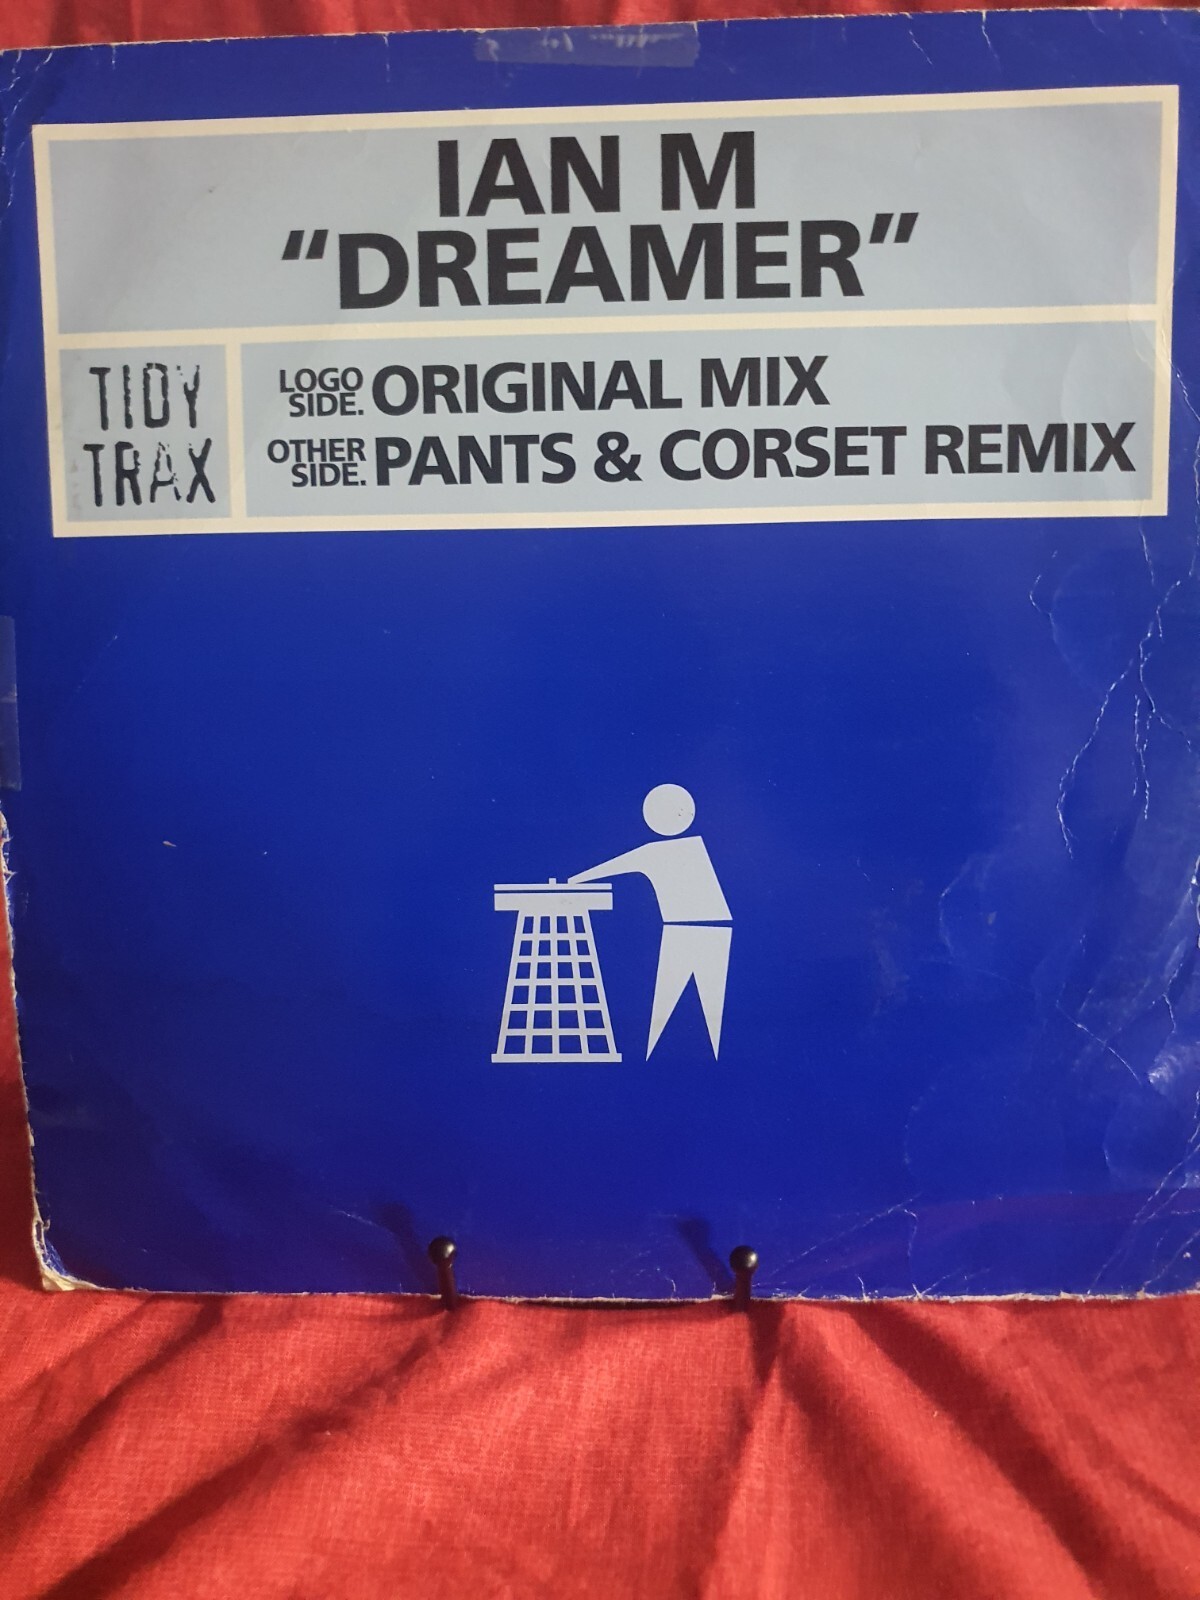 IAN M
"DREAMER"
TIDY
TRAX
LOGO
SIDE. ORIGINAL MIX
OTHER
SIDE. PANTS & CORSET REMIX